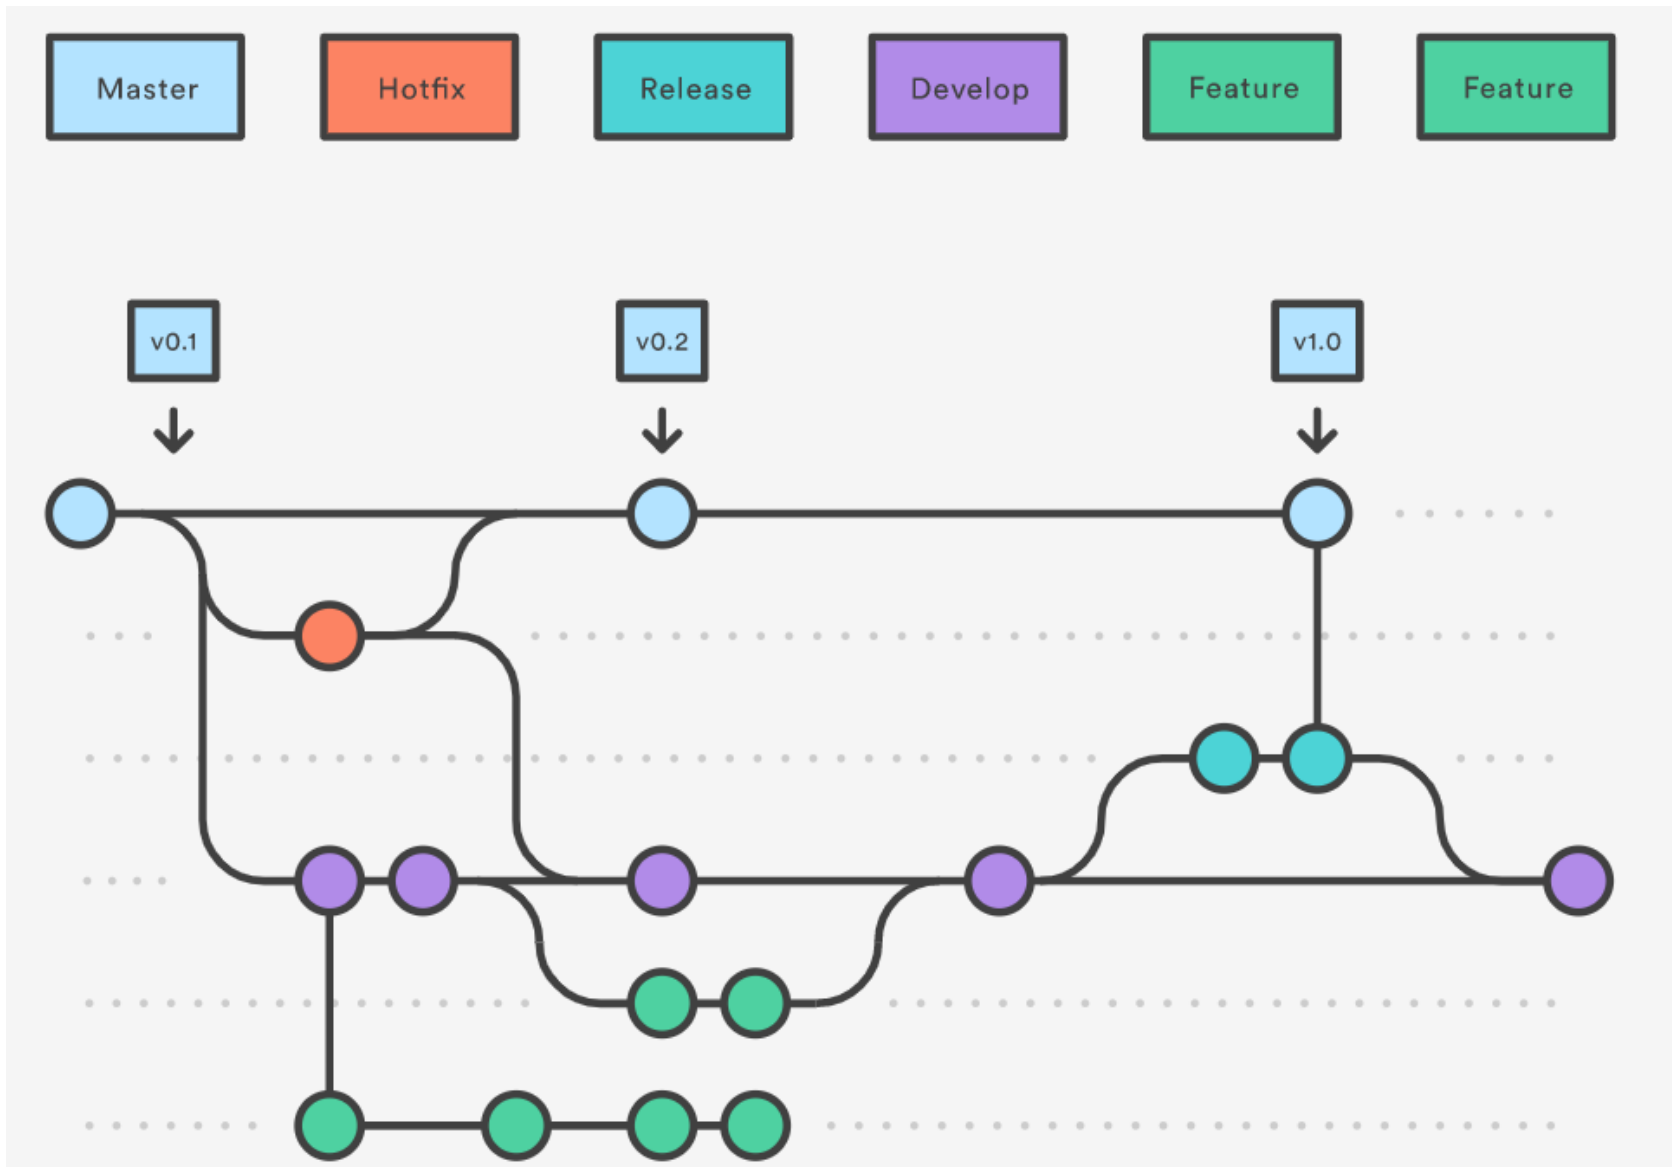 Master
Hotfix
Release
Develop
Feature
Feature
v0.1
v0.2
v1.0